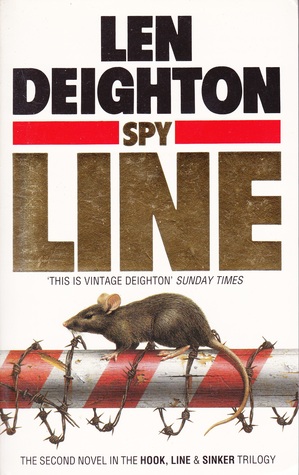 LEN
DEIGHTON
SPY
LINE
'THIS IS VINTAGE DEIGHTON' SUNDAY TIMES
THE SECOND NOVEL IN THE HOOK, LINE & SINKER TRILOGY